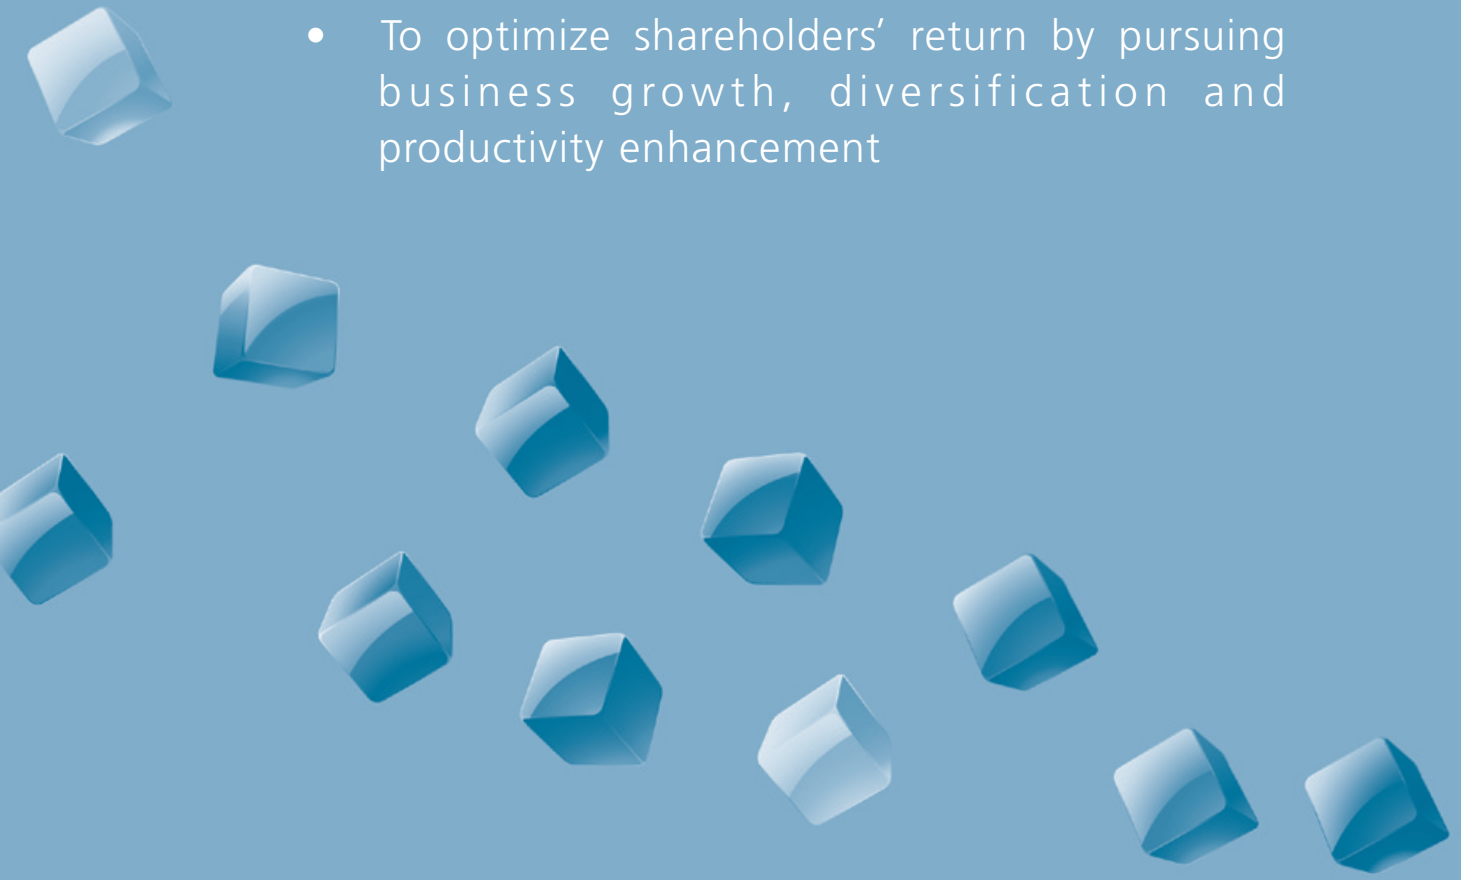 • To optimize shareholders’ return by pursuing
business growth, diversification and
productivity enhancement